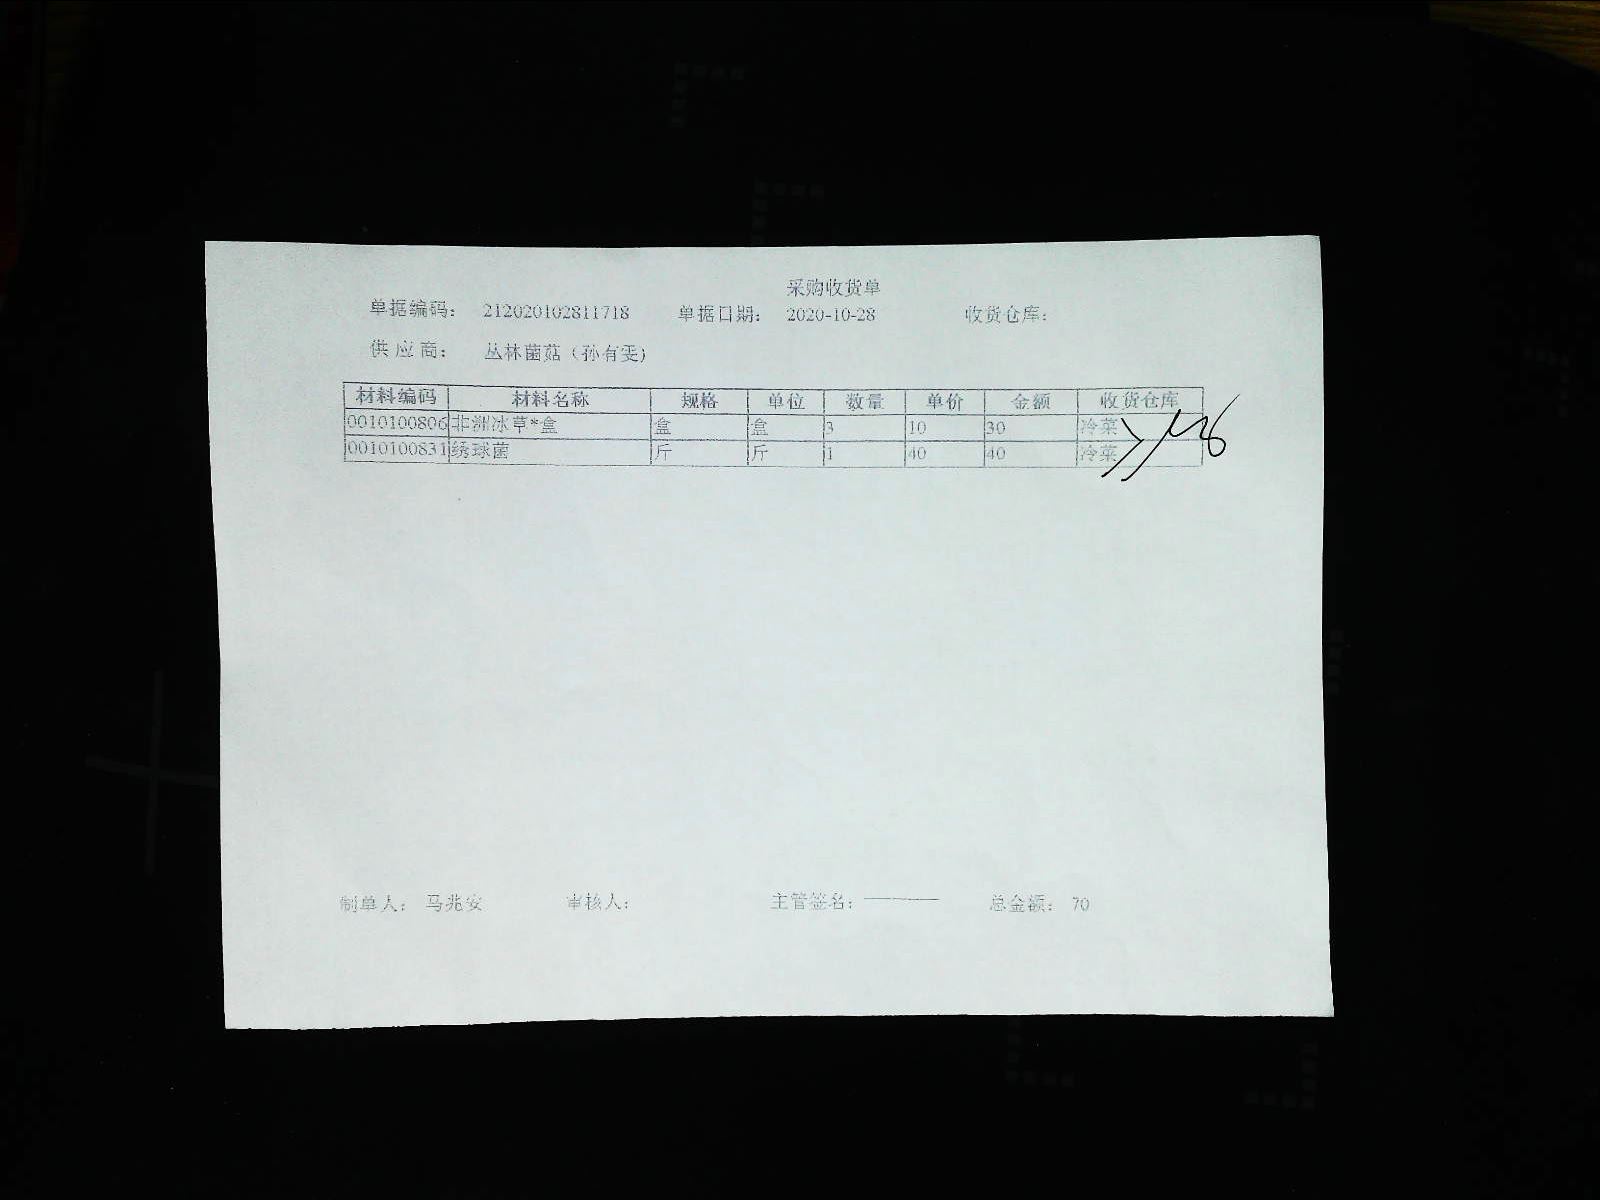 采购收货单
单据编码： 212020102811718 单据日期： 2020-10-28 收货仓库：
供应商： 丛林菌菇（孙有雯）
材料编码 材料名称 规格 单位 数量 单价 金额 收货仓库
0010100806 非洲冰草*盒 盒 盒 3 10 30 冷菜
0010100831 绣球菌 斤 斤 1 40 40 冷菜
制单人： 马兆安 审核人： 主管签名： 总金额： 70